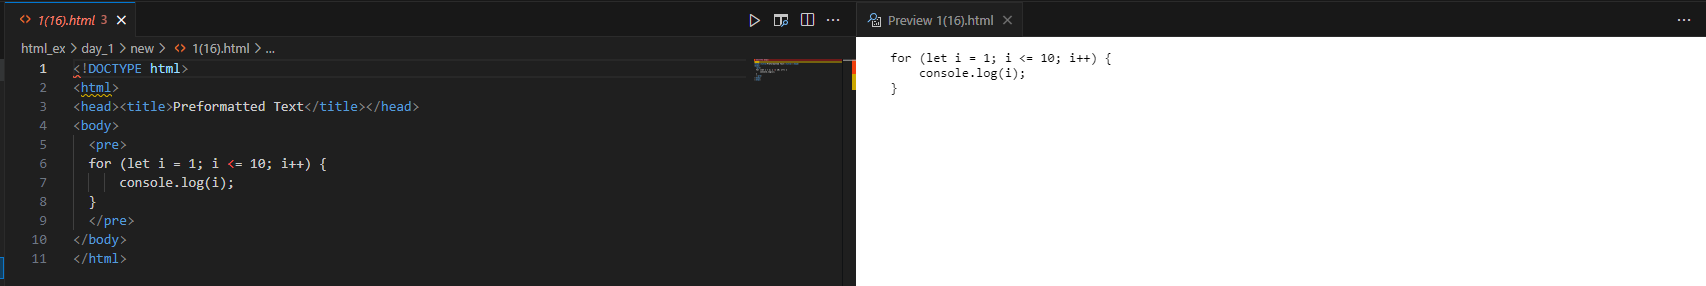 1(16).html 3
html_ex > day_1 > new > 1(16).html > ...
1 <!DOCTYPE html>
2 <html>
3 <head><title>Preformatted Text</title></head>
4 <body>
5   <pre>
6   for (let i = 1; i <= 10; i++) {
7       console.log(i);
8   }
9   </pre>
10 </body>
11 </html>
Preview 1(16).html
for (let i = 1; i <= 10; i++) {
    console.log(i);
}